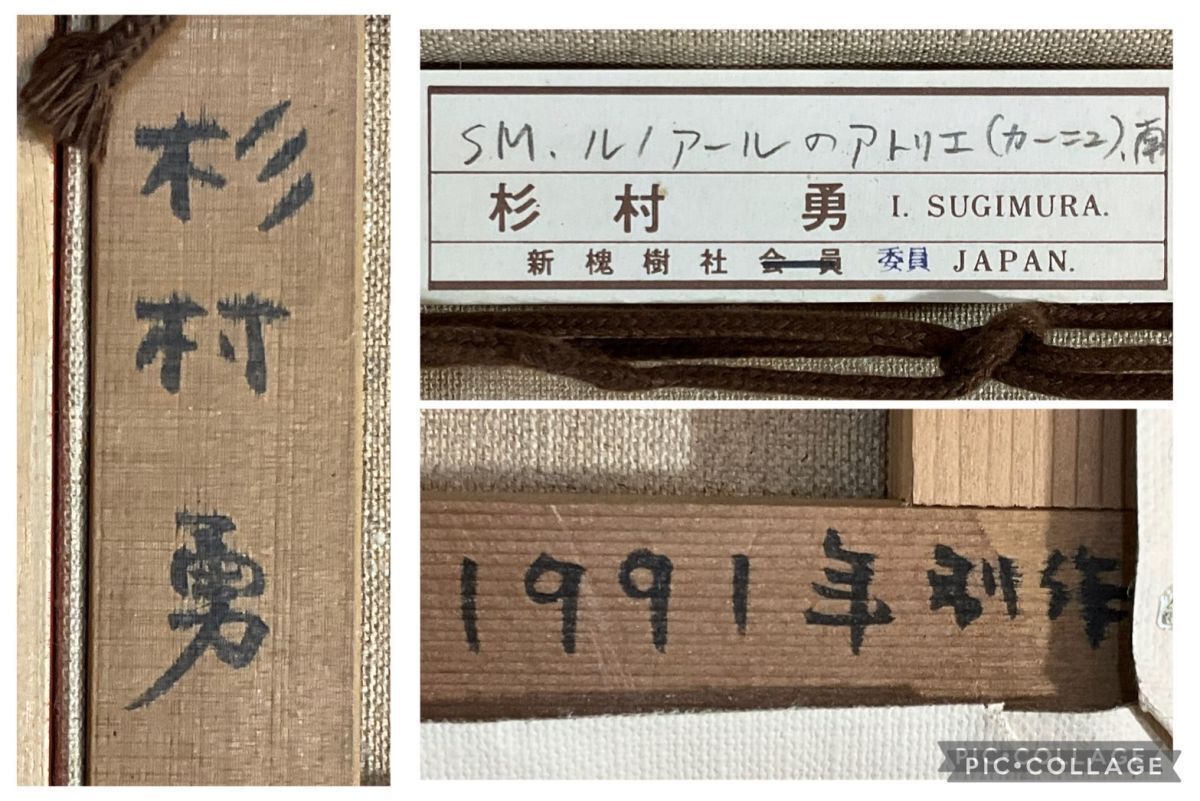 杉村勇
SM. ルノアールのアトリエ(カーニュ)、南
杉村 勇 I. SUGIMURA.
新槐樹社会員 委員 JAPAN.
1991年制作
PIC•COLLAGE